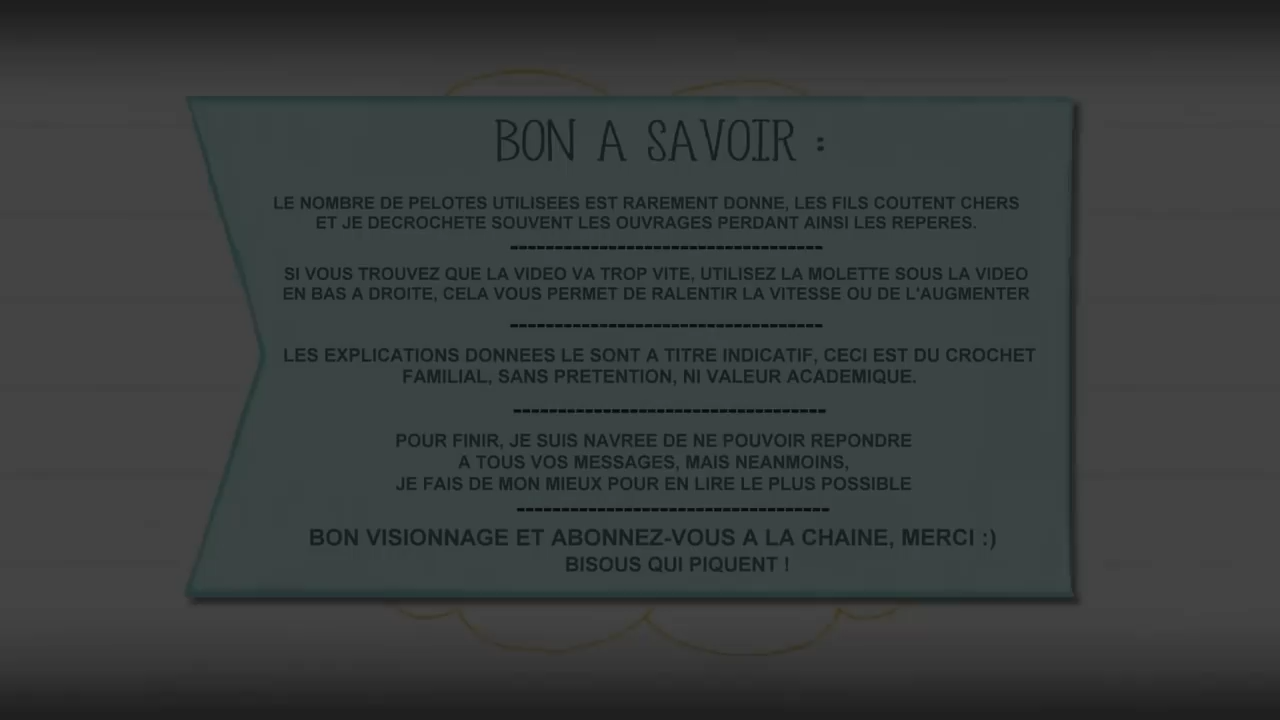 BON A SAVOIR :
LE NOMBRE DE PELOTES UTILISEES EST RAREMENT DONNE, LES FILS COUTENT CHERS
ET JE DECROCHETE SOUVENT LES OUVRAGES PERDANT AINSI LES REPERES.
-----------------------------------
SI VOUS TROUVEZ QUE LA VIDEO VA TROP VITE, UTILISEZ LA MOLETTE SOUS LA VIDEO
EN BAS A DROITE, CELA VOUS PERMET DE RALENTIR LA VITESSE OU DE L'AUGMENTER
-----------------------------------
LES EXPLICATIONS DONNEES LE SONT A TITRE INDICATIF, CECI EST DU CROCHET
FAMILIAL, SANS PRETENTION, NI VALEUR ACADEMIQUE.
-----------------------------------
POUR FINIR, JE SUIS NAVREE DE NE POUVOIR REPONDRE
A TOUS VOS MESSAGES, MAIS NEANMOINS,
JE FAIS DE MON MIEUX POUR EN LIRE LE PLUS POSSIBLE
-----------------------------------
BON VISIONNAGE ET ABONNEZ-VOUS A LA CHAINE, MERCI :)
BISOUS QUI PIQUENT !